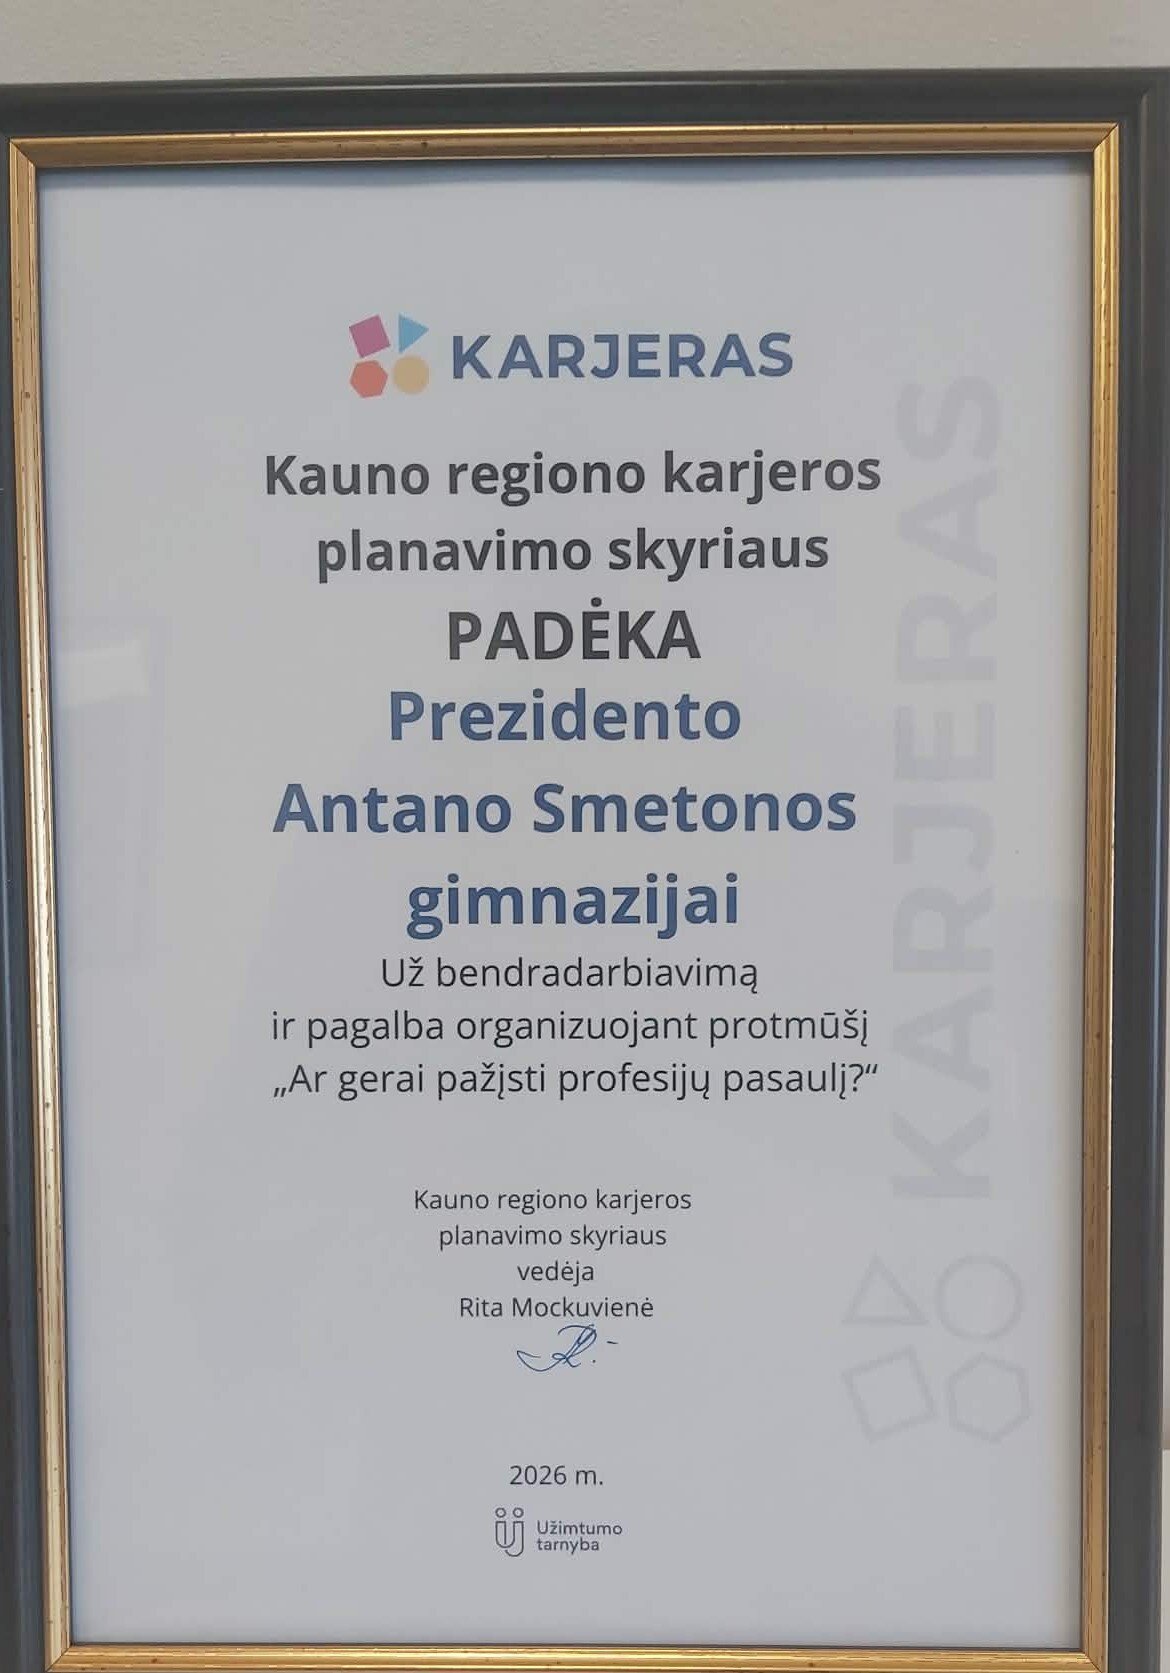 KARJERAS
Kauno regiono karjeros
planavimo skyriaus
PADĖKA
Prezidento
Antano Smetonos
gimnazijai
Už bendradarbiavimą
ir pagalba organizuojant protmūšį
„Ar gerai pažįsti profesijų pasaulį?“
Kauno regiono karjeros
planavimo skyriaus
vedėja
Rita Mockuvienė
2026 m.
Užimtumo
tarnyba
KARJERAS